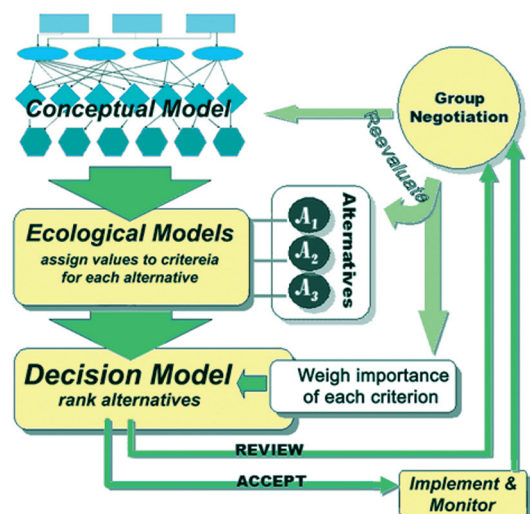 Conceptual Model
Group
Negotiation
Reevaluate
Ecological Models
assign values to critereia
for each alternative
A1
A2
A3
Alternatives
Decision Model
rank alternatives
Weigh importance
of each criterion
REVIEW
ACCEPT
Implement &
Monitor